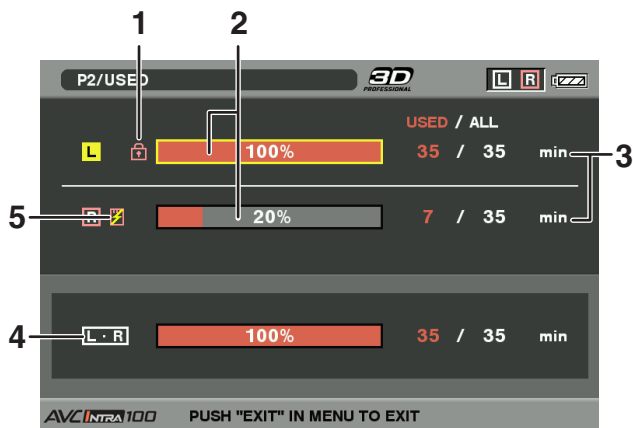 1 2
P2/USED 3D PROFESSIONAL L R
USED / ALL
L 100% 35 / 35 min
3
5 R 20% 7 / 35 min
4 L · R 100% 35 / 35 min
AVC INTRA 100 PUSH "EXIT" IN MENU TO EXIT